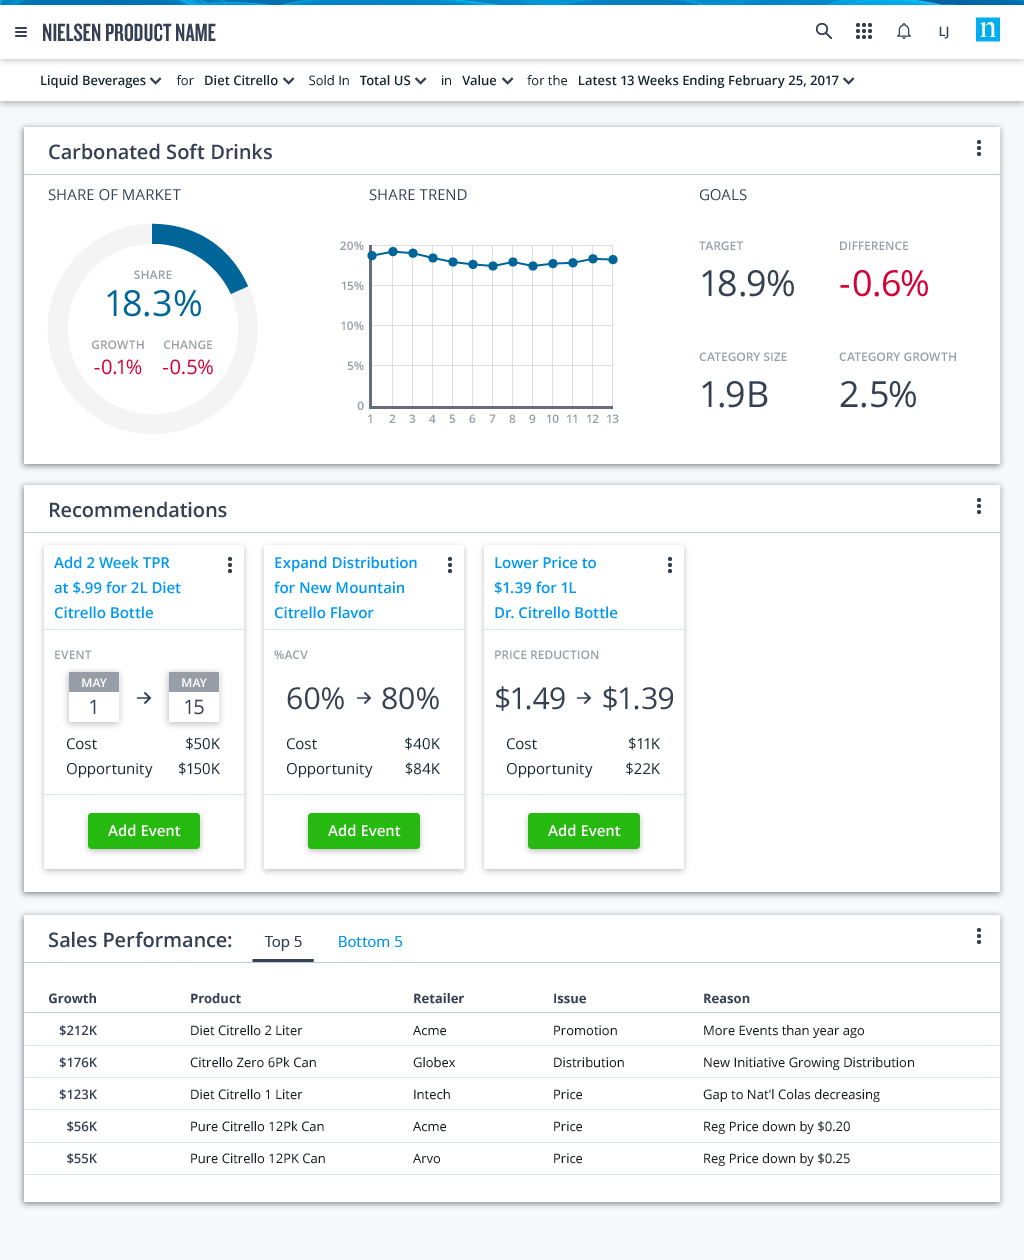 NIELSEN PRODUCT NAME
LJ
n
Liquid Beverages for Diet Citrello Sold In Total US in Value for the Latest 13 Weeks Ending February 25, 2017
Carbonated Soft Drinks
SHARE OF MARKET
SHARE
18.3%
GROWTH CHANGE
-0.1% -0.5%
SHARE TREND
20%
15%
10%
5%
0
1 2 3 4 5 6 7 8 9 10 11 12 13
GOALS
TARGET DIFFERENCE
18.9% -0.6%
CATEGORY SIZE CATEGORY GROWTH
1.9B 2.5%
Recommendations
Add 2 Week TPR
at $.99 for 2L Diet
Citrello Bottle
EVENT
MAY MAY
1 15
Cost $50K
Opportunity $150K
Add Event
Expand Distribution
for New Mountain
Citrello Flavor
%ACV
60% → 80%
Cost $40K
Opportunity $84K
Add Event
Lower Price to
$1.39 for 1L
Dr. Citrello Bottle
PRICE REDUCTION
$1.49 → $1.39
Cost $11K
Opportunity $22K
Add Event
Sales Performance: Top 5 Bottom 5
Growth Product Retailer Issue Reason
$212K Diet Citrello 2 Liter Acme Promotion More Events than year ago
$176K Citrello Zero 6Pk Can Globex Distribution New Initiative Growing Distribution
$123K Diet Citrello 1 Liter Intech Price Gap to Nat'l Colas decreasing
$56K Pure Citrello 12Pk Can Acme Price Reg Price down by $0.20
$55K Pure Citrello 12PK Can Arvo Price Reg Price down by $0.25